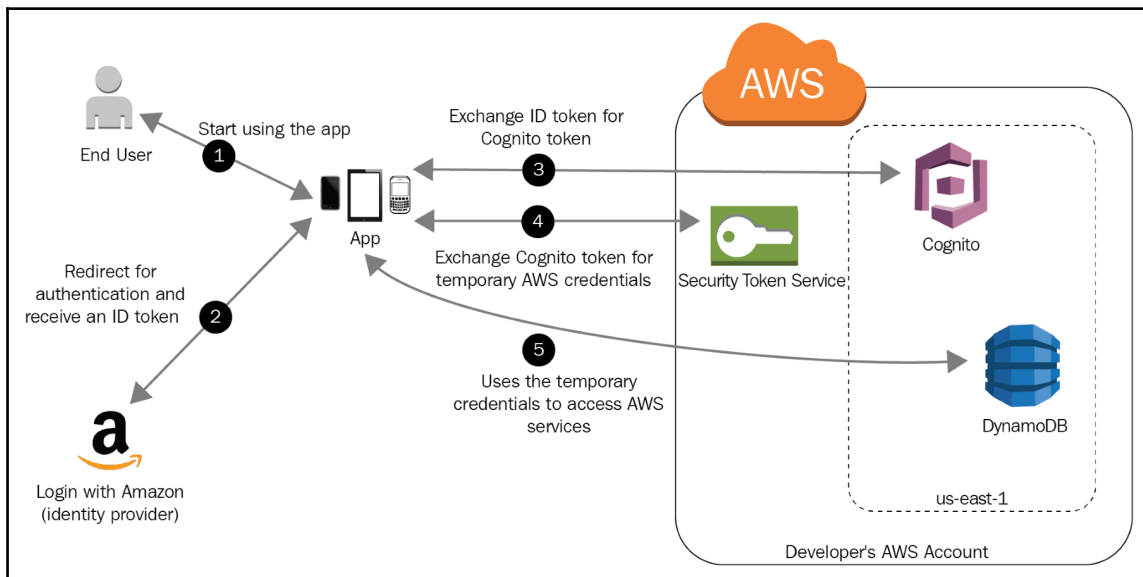 AWS
End User
Start using the app
1
App
Redirect for
authentication and
receive an ID token
2
a
Login with Amazon
(identity provider)
Exchange ID token for
Cognito token
3
4
Exchange Cognito token for
temporary AWS credentials
5
Uses the temporary
credentials to access AWS
services
Security Token Service
Cognito
DynamoDB
us-east-1
Developer's AWS Account